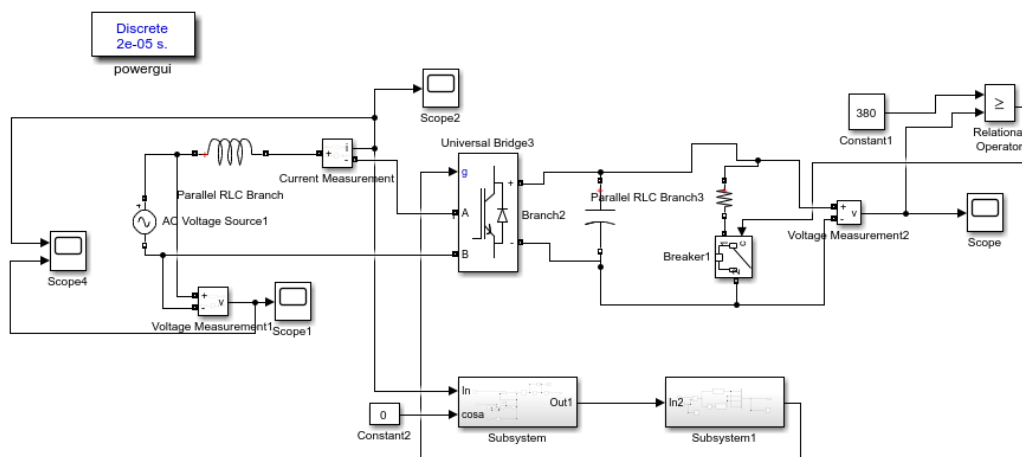 Discrete
2e-05 s.
powergui
Scope2
i
+
-
Current Measurement
Parallel RLC Branch
+
AC Voltage Source1
Scope4
+
-
v
Voltage Measurement1
Scope1
Universal Bridge3
g
A
B
+
-
Branch2
Parallel RLC Branch3
Breaker1
c
1
2
+
-
v
Voltage Measurement2
Scope
380
Constant1
≥
Relational
Operator
0
Constant2
In
cosa
Out1
Subsystem
In2
Subsystem1